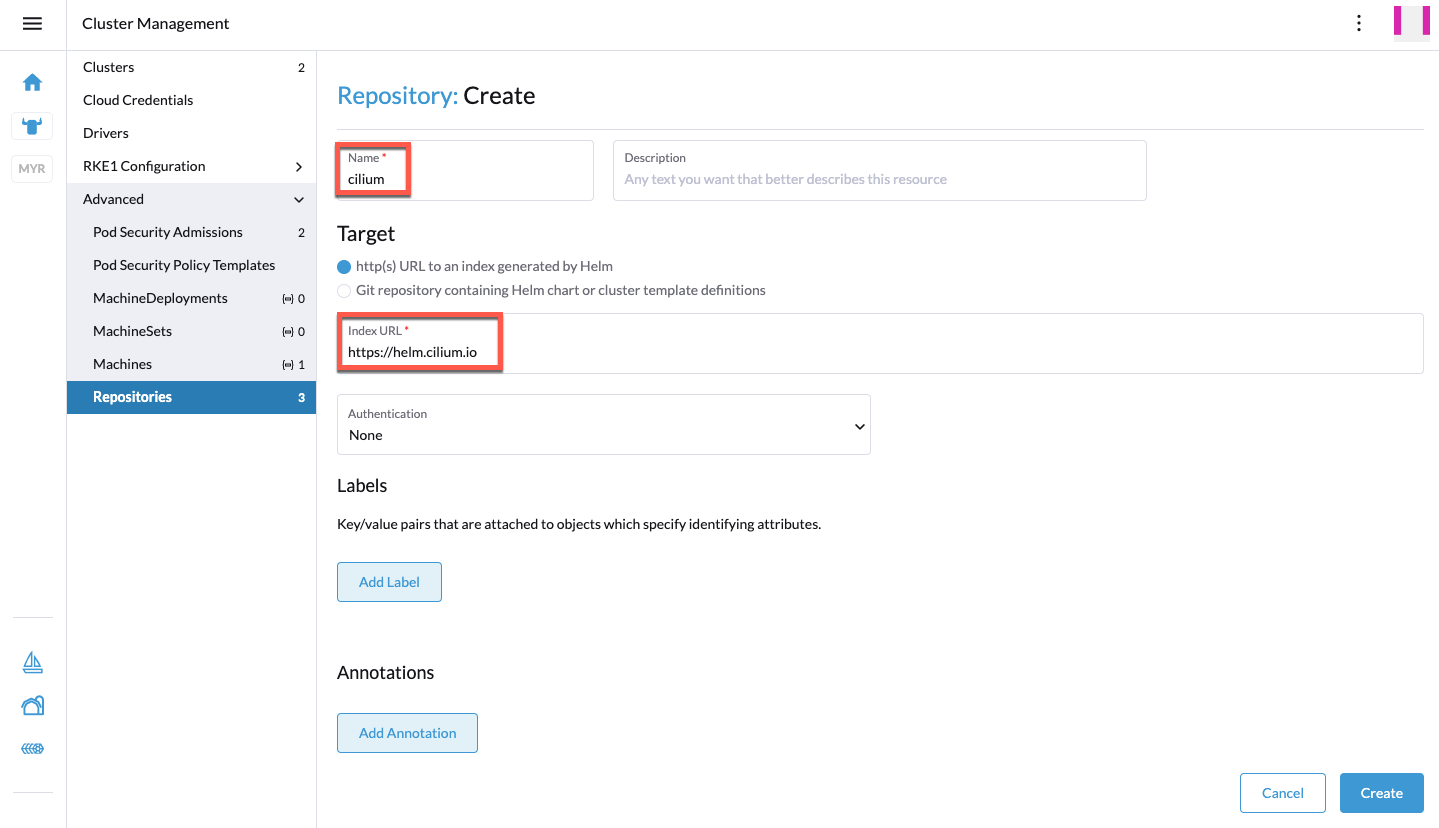 Cluster Management
MYR
Clusters 2
Cloud Credentials
Drivers
RKE1 Configuration
Advanced
Pod Security Admissions 2
Pod Security Policy Templates
MachineDeployments 0
MachineSets 0
Machines 1
Repositories 3
Repository: Create
Name *
cilium
Description
Any text you want that better describes this resource
Target
http(s) URL to an index generated by Helm
Git repository containing Helm chart or cluster template definitions
Index URL *
https://helm.cilium.io
Authentication
None
Labels
Key/value pairs that are attached to objects which specify identifying attributes.
Add Label
Annotations
Add Annotation
Cancel
Create